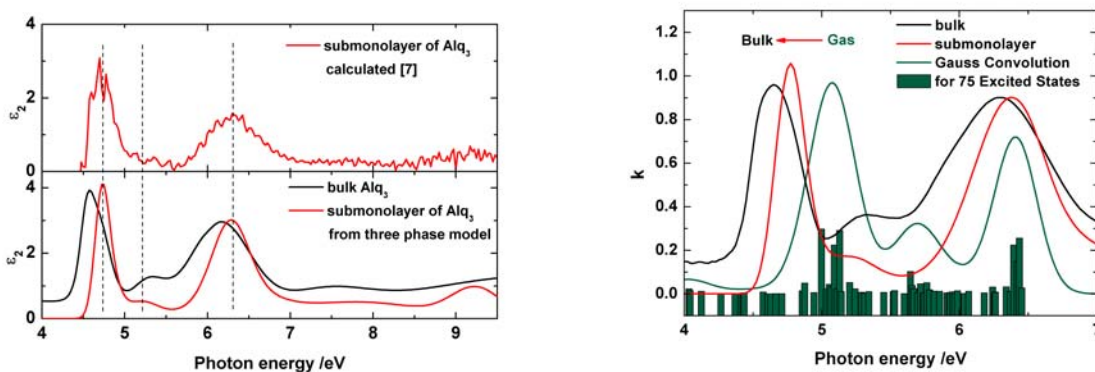 4
submonolayer of Alq3
calculated [7]
2
ε2
0
4
bulk Alq3
submonolayer of Alq3
from three phase model
2
ε2
0
4 5 6 7 8 9
Photon energy /eV
1.2
bulk
submonolayer
Gauss Convolution
for 75 Excited States
Bulk Gas
1.0
0.8
0.6
k
0.4
0.2
0.0
4 5 6 7
Photon energy /eV